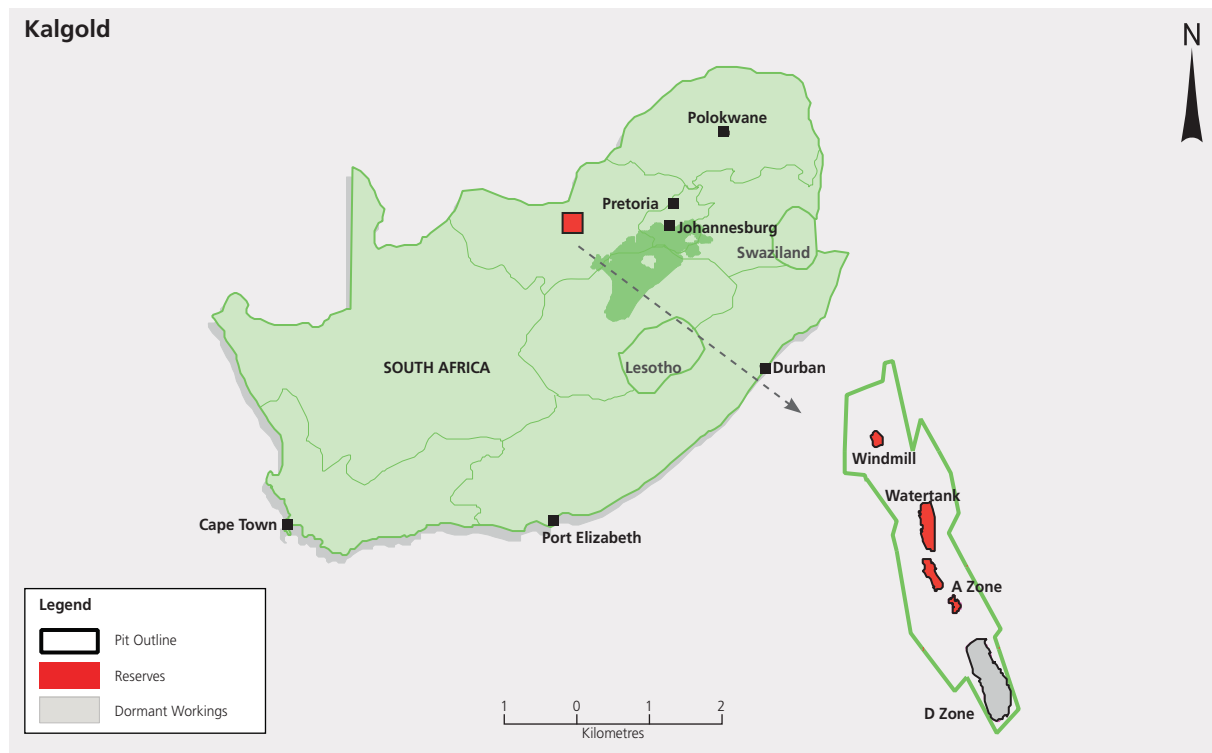 Kalgold
N
Polokwane
Pretoria
Johannesburg
Swaziland
SOUTH AFRICA
Lesotho
Durban
Windmill
Watertank
Cape Town
Port Elizabeth
A Zone
D Zone
Legend
Pit Outline
Reserves
Dormant Workings
1 0 1 2
Kilometres